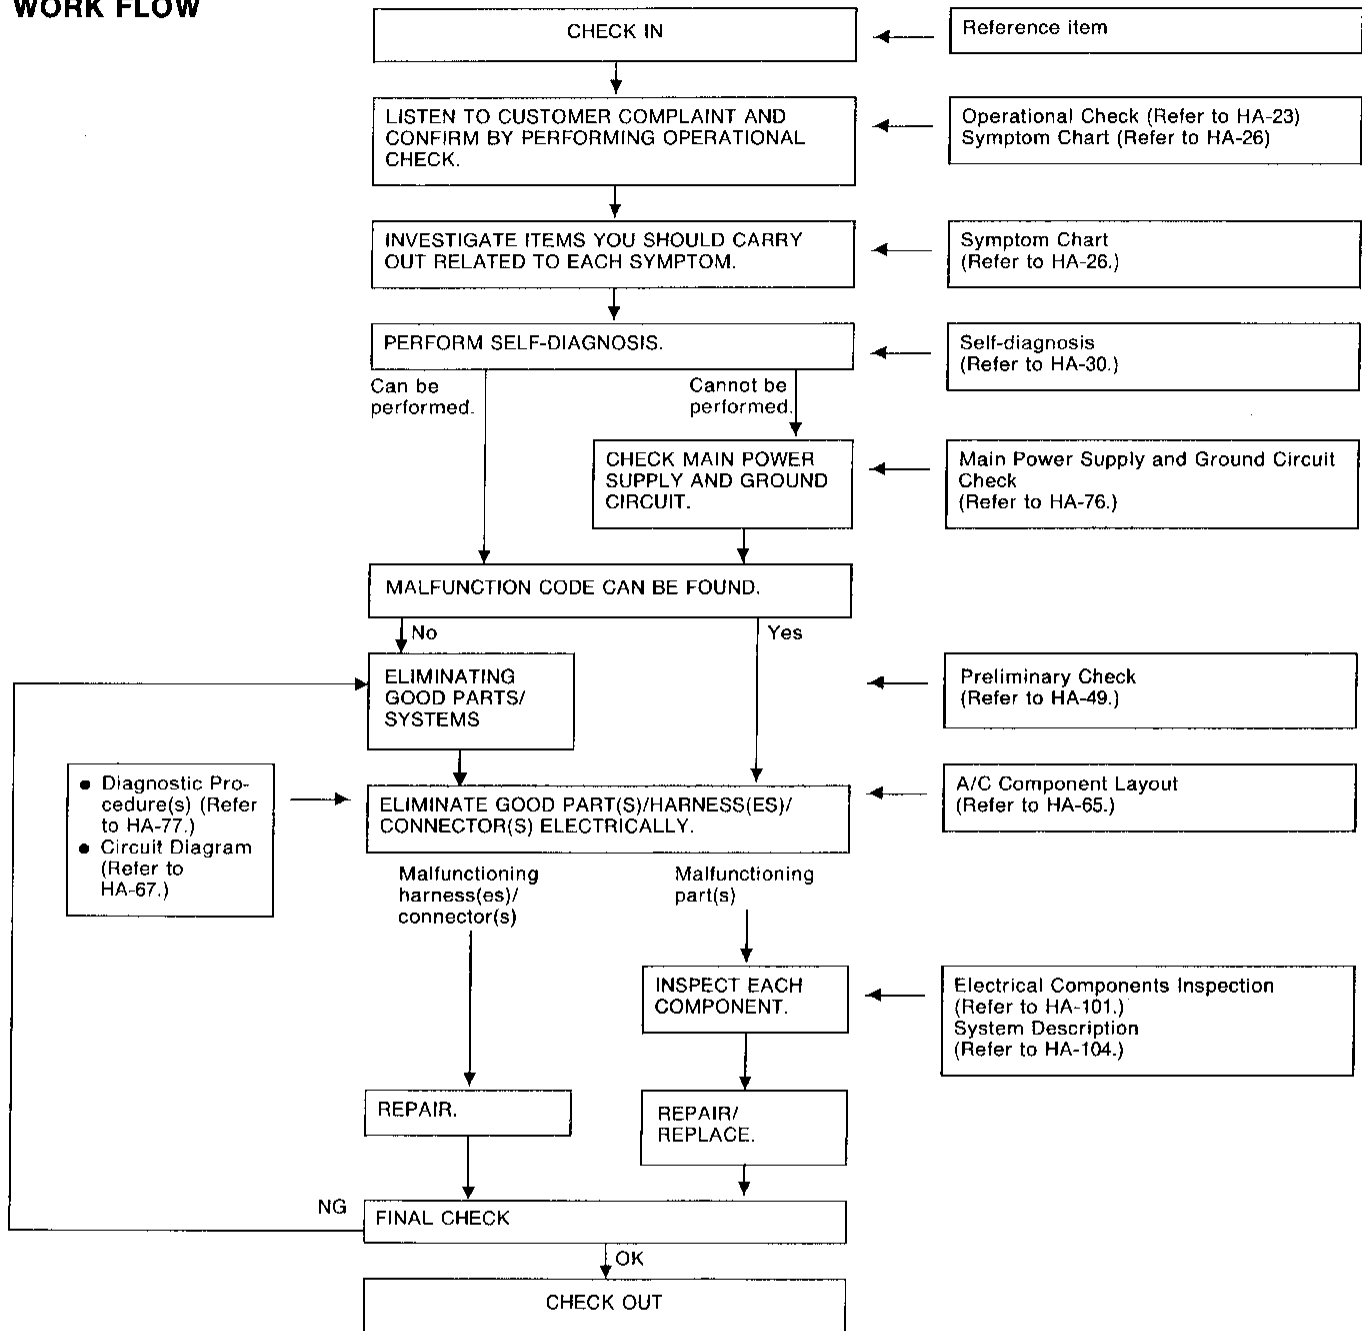 WORK FLOW
CHECK IN
Reference item
LISTEN TO CUSTOMER COMPLAINT AND
CONFIRM BY PERFORMING OPERATIONAL
CHECK.
Operational Check (Refer to HA-23)
Symptom Chart (Refer to HA-26)
INVESTIGATE ITEMS YOU SHOULD CARRY
OUT RELATED TO EACH SYMPTOM.
Symptom Chart
(Refer to HA-26.)
PERFORM SELF-DIAGNOSIS.
Self-diagnosis
(Refer to HA-30.)
Can be
performed.
Cannot be
performed.
CHECK MAIN POWER
SUPPLY AND GROUND
CIRCUIT.
Main Power Supply and Ground Circuit
Check
(Refer to HA-76.)
MALFUNCTION CODE CAN BE FOUND.
No
Yes
ELIMINATING
GOOD PARTS/
SYSTEMS
Preliminary Check
(Refer to HA-49.)
● Diagnostic Pro-
cedure(s) (Refer
to HA-77.)
● Circuit Diagram
(Refer to
HA-67.)
ELIMINATE GOOD PART(S)/HARNESS(ES)/
CONNECTOR(S) ELECTRICALLY.
A/C Component Layout
(Refer to HA-65.)
Malfunctioning
harness(es)/
connector(s)
Malfunctioning
part(s)
INSPECT EACH
COMPONENT.
Electrical Components Inspection
(Refer to HA-101.)
System Description
(Refer to HA-104.)
REPAIR.
REPAIR/
REPLACE.
NG
FINAL CHECK
OK
CHECK OUT